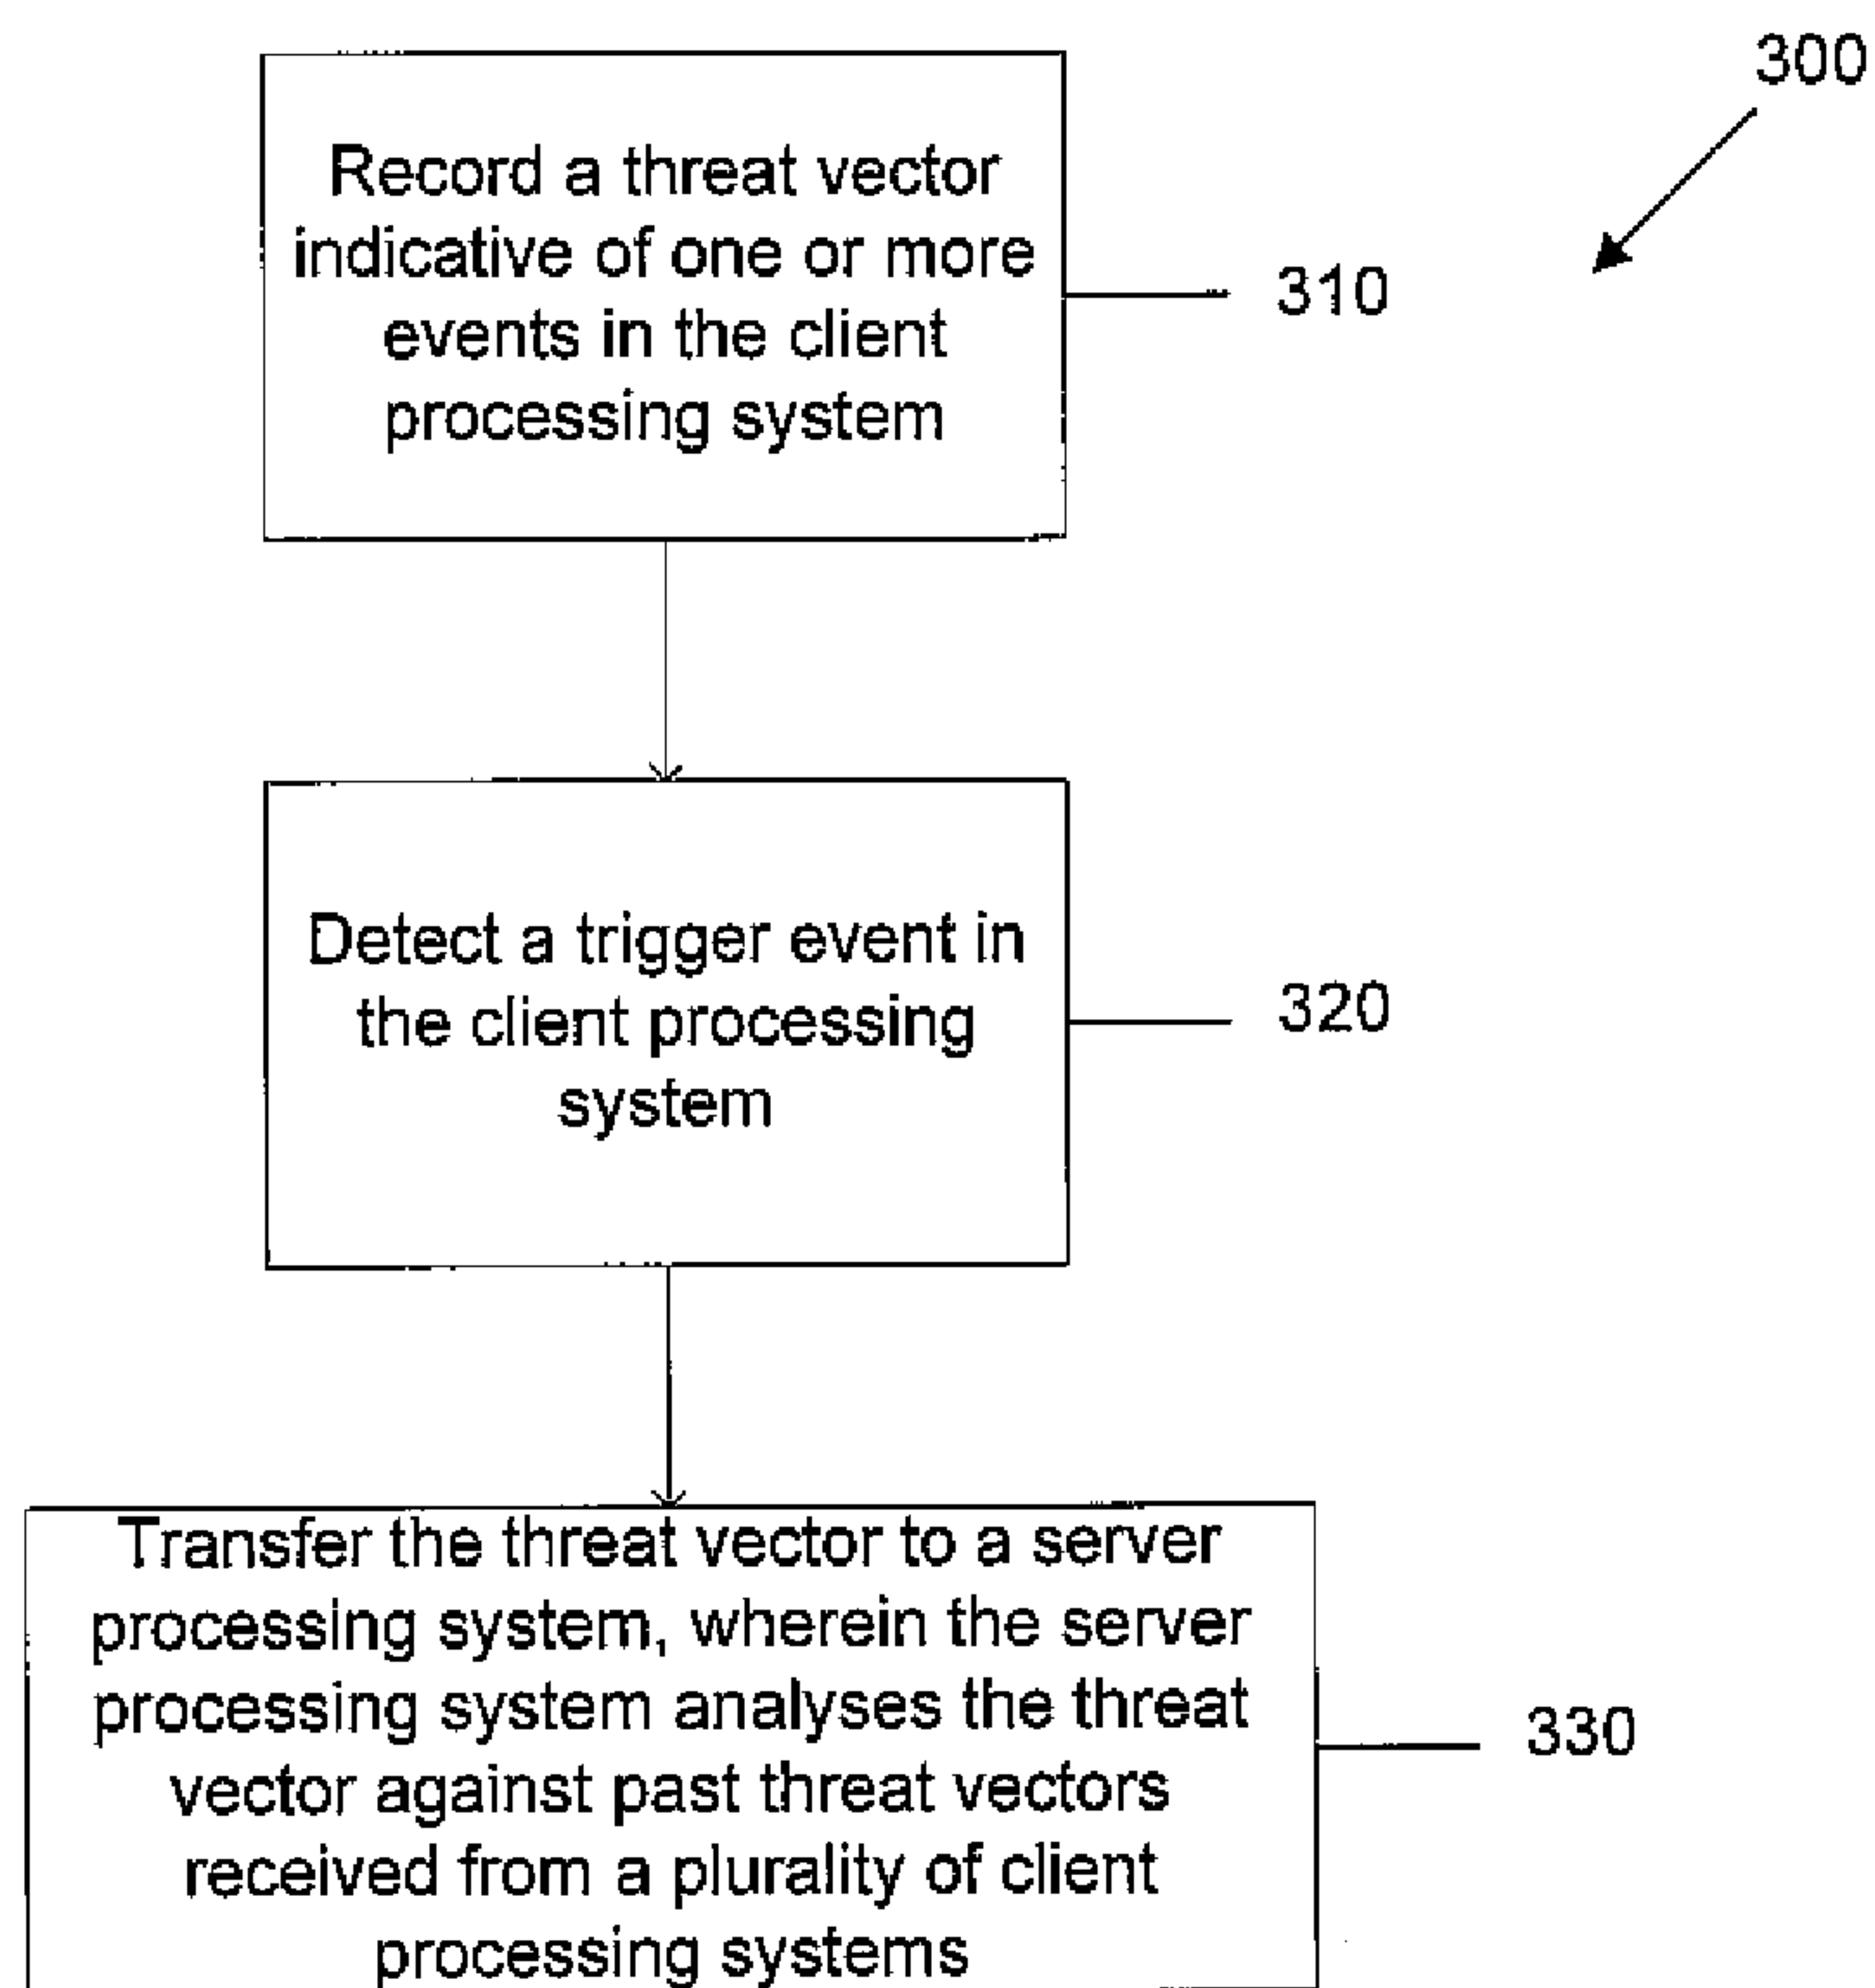 300
Record a threat vector
indicative of one or more
events in the client
processing system
310
Detect a trigger event in
the client processing
system
320
Transfer the threat vector to a server
processing system, wherein the server
processing system analyses the threat
vector against past threat vectors
received from a plurality of client
processing systems
330